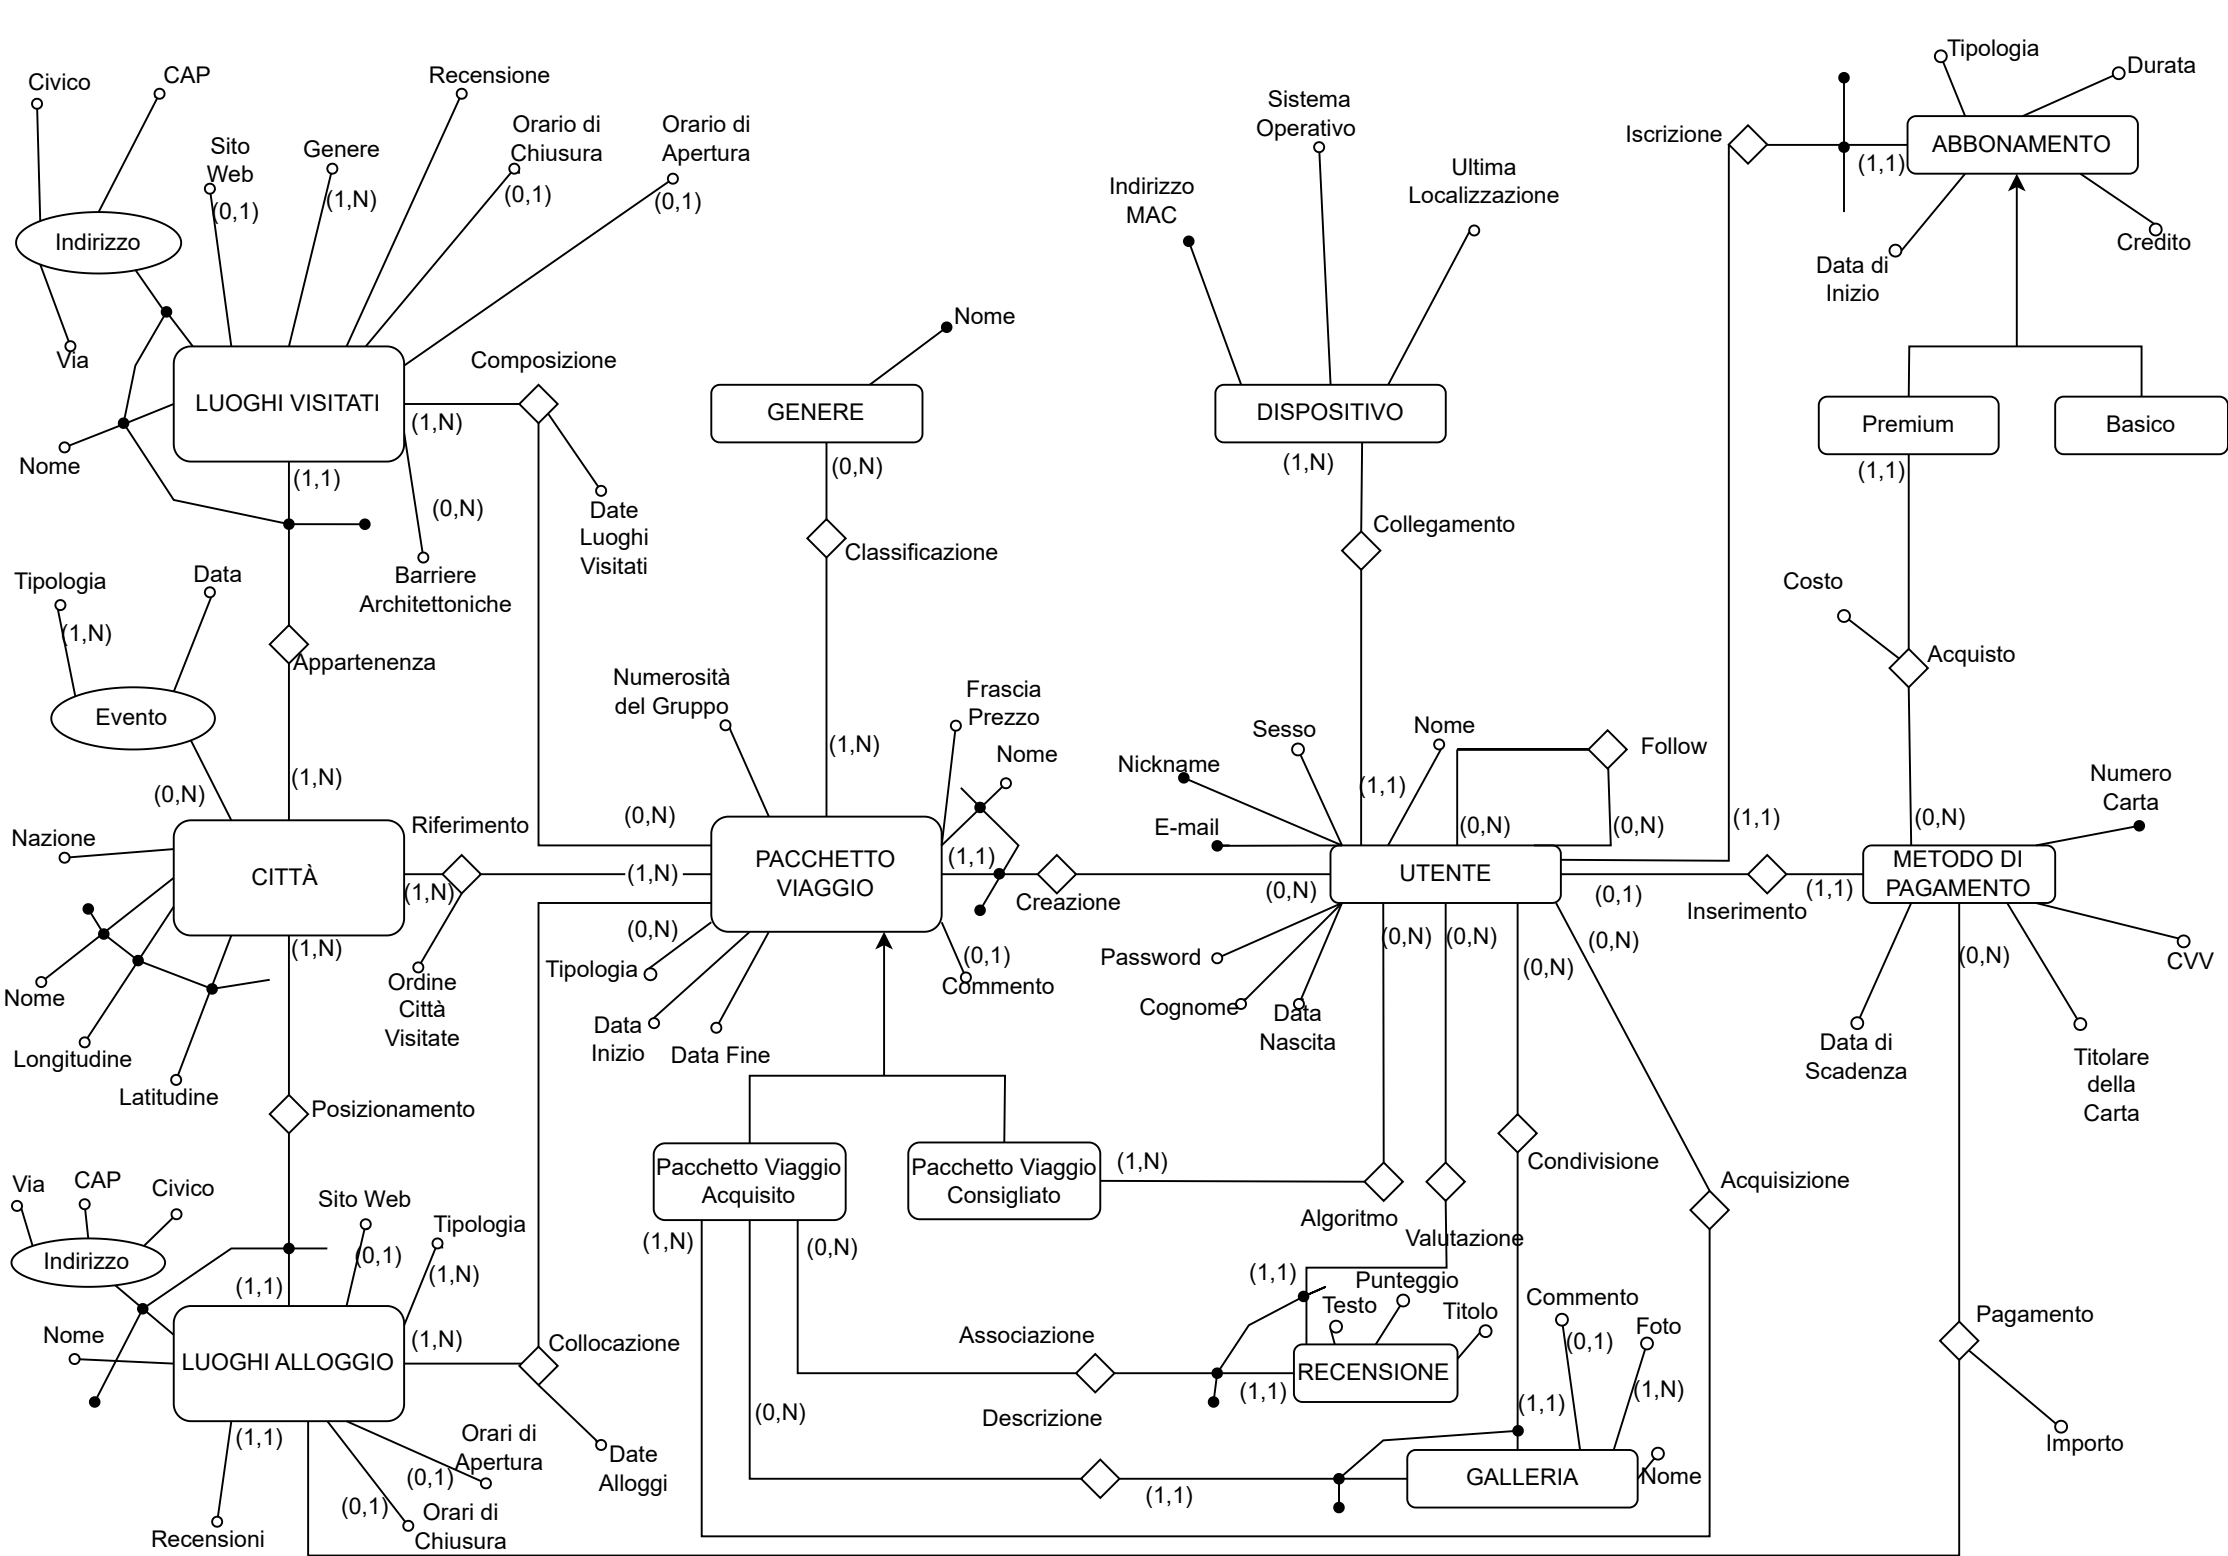 Tipologia
Durata
Civico
CAP
Recensione
Sistema
Operativo
Orario di
Chiusura
Orario di
Apertura
Iscrizione
ABBONAMENTO
(1,1)
Sito
Web
(0,1)
Genere
(1,N)
(0,1)
(0,1)
Indirizzo
MAC
Ultima
Localizzazione
Indirizzo
Data di
Inizio
Credito
Nome
Via
Composizione
LUOGHI VISITATI
(1,N)
GENERE
DISPOSITIVO
Premium
Basico
Nome
(1,1)
(0,N)
(0,N)
(1,N)
(1,1)
Date
Luoghi
Visitati
Collegamento
Classificazione
Barriere
Architettoniche
Tipologia
(1,N)
Data
Costo
Appartenenza
Acquisto
Evento
Numerosità
del Gruppo
Frascia
Prezzo
Nome
(1,N)
Sesso
Nome
Follow
Nickname
(1,1)
(0,N)
(1,N)
(0,N)
E-mail
(0,N)
(0,N)
(1,1)
(0,N)
Numero
Carta
Nazione
Riferimento
CITTÀ
(1,N)
(1,N)
PACCHETTO
VIAGGIO
(1,1)
Creazione
(0,N)
UTENTE
(0,1)
Inserimento
(1,1)
METODO DI
PAGAMENTO
(1,N)
(0,N)
(0,1)
(0,N)
(0,N)
(0,N)
(0,N)
(0,N)
CVV
Nome
Longitudine
Latitudine
Ordine
Città
Visitate
Tipologia
Data
Inizio
Data Fine
Commento
Password
Cognome
Data
Nascita
Data di
Scadenza
Titolare
della
Carta
Posizionamento
Via
CAP
Civico
Sito Web
(0,1)
Tipologia
(1,N)
Pacchetto Viaggio
Acquisito
Pacchetto Viaggio
Consigliato
(1,N)
Algoritmo
Valutazione
Condivisione
Acquisizione
Indirizzo
(1,1)
(1,N)
(0,N)
(1,1)
Punteggio
Testo
Titolo
Commento
(0,1)
Foto
(1,N)
Pagamento
Nome
LUOGHI ALLOGGIO
(1,N)
Collocazione
Associazione
RECENSIONE
(1,1)
(1,1)
(0,N)
Descrizione
(1,1)
Orari di
Apertura
(0,1)
(0,1)
Orari di
Chiusura
Recensioni
Date
Alloggi
(1,1)
GALLERIA
Nome
Importo